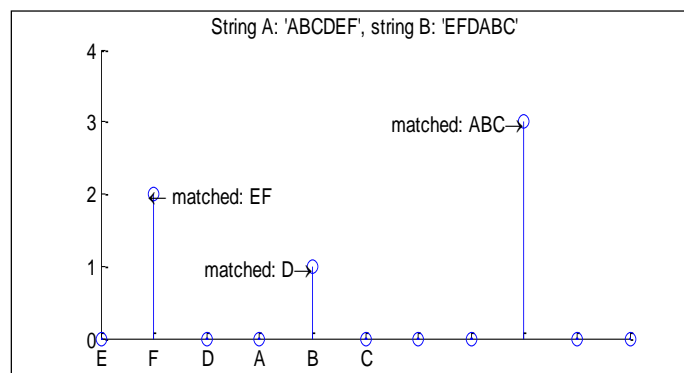 String A: 'ABCDEF', string B: 'EFDABC'
4
3
matched: ABC
2
matched: EF
1
matched: D
0
E F D A B C